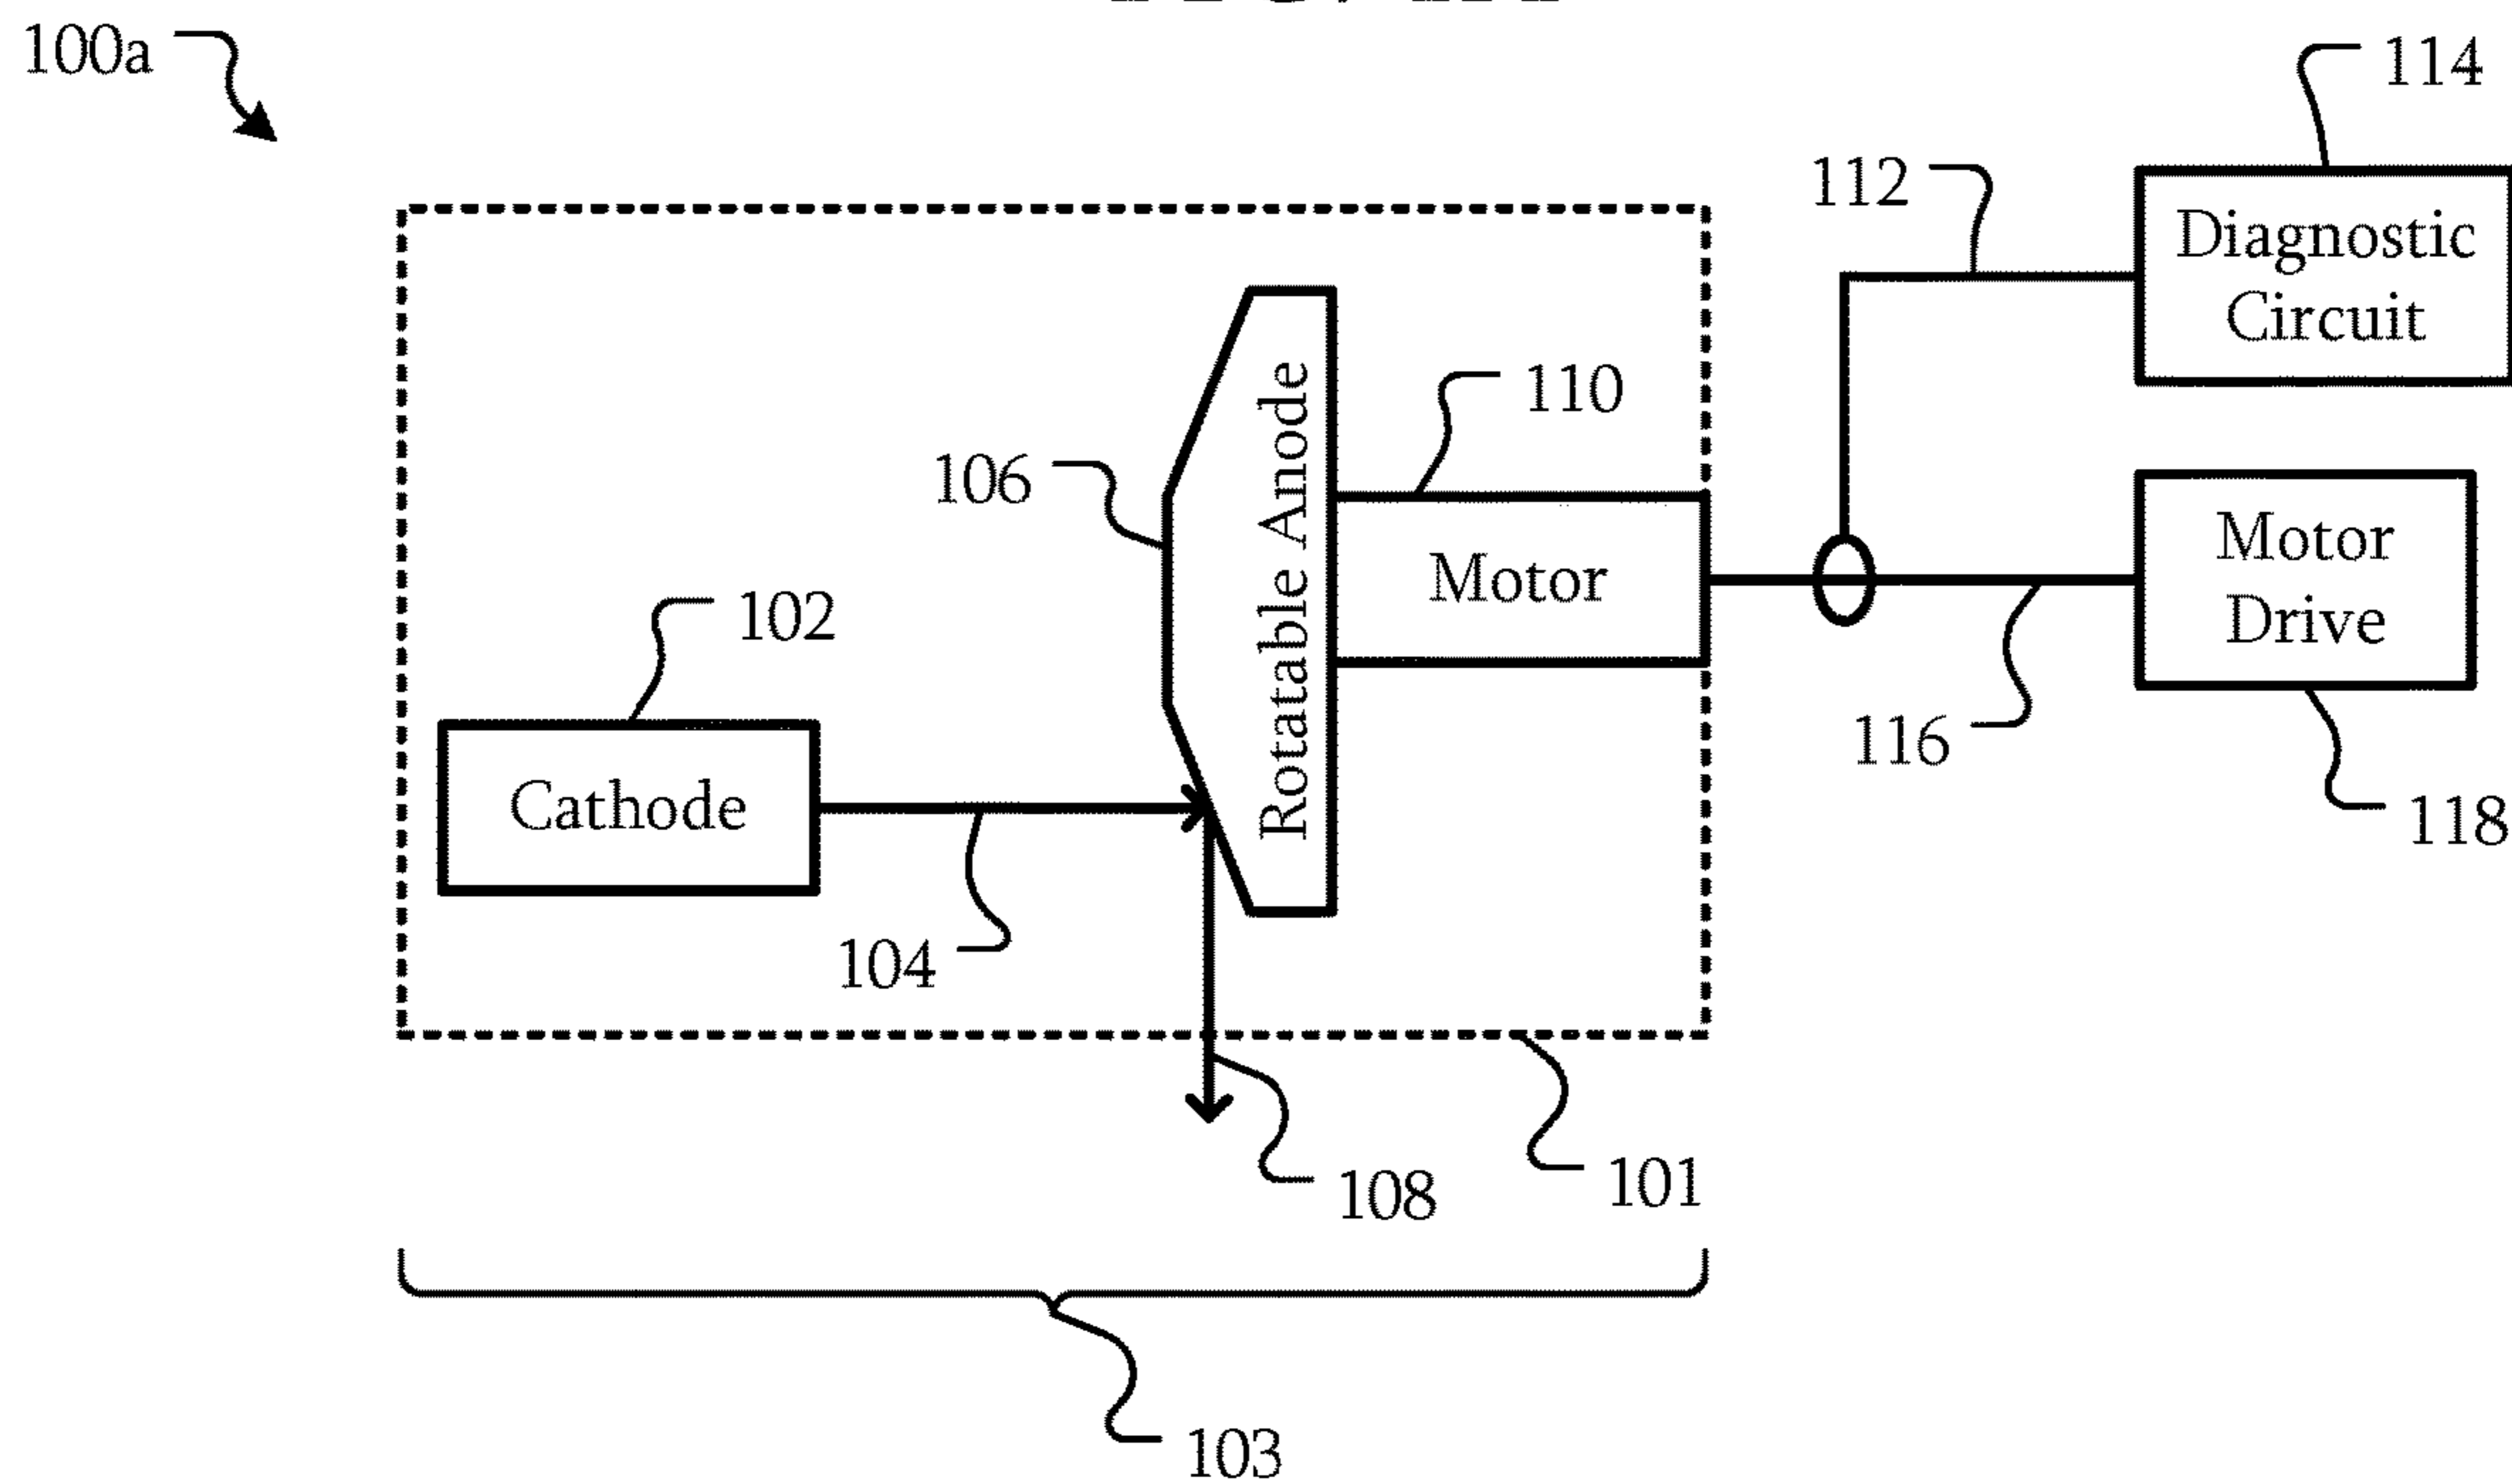 100a
114
112
Diagnostic
Circuit
110
106
Rotatable Anode
Motor
Motor
Drive
102
116
Cathode
118
104
108
101
103